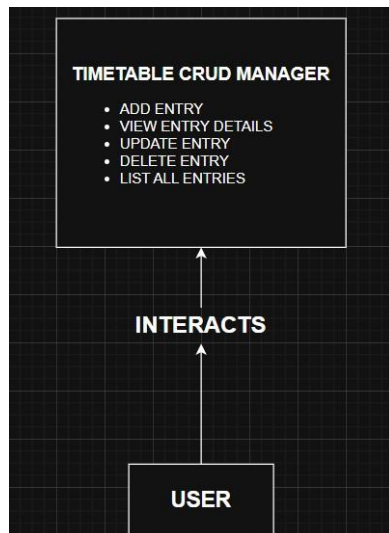 TIMETABLE CRUD MANAGER
• ADD ENTRY
• VIEW ENTRY DETAILS
• UPDATE ENTRY
• DELETE ENTRY
• LIST ALL ENTRIES
INTERACTS
USER